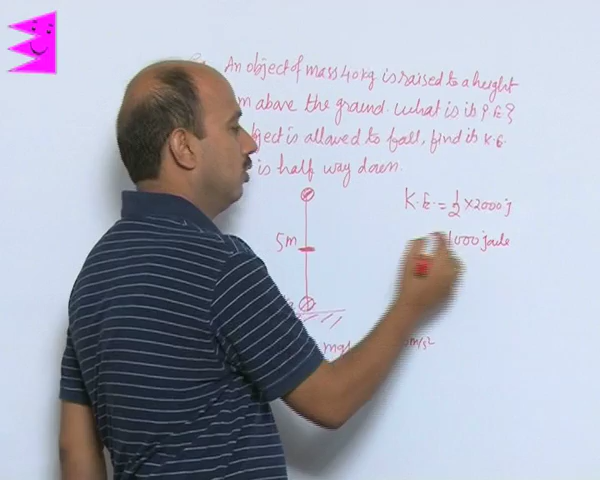 An object of mass 40 kg is raised to a height
m above the ground. What is its P.E?
bject is allowed to fall, find its K.E.
is half way down.
K.E. = 1/2 × 2000 j
1000 joule
5m
mgh
m/s²